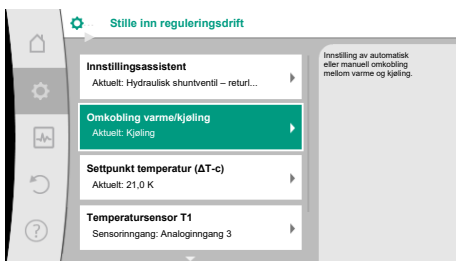 Stille inn reguleringsdrift
Innstillingsassistent
Aktuelt: Hydraulisk shuntventil – returl...
Omkobling varme/kjøling
Aktuelt: Kjøling
Settpunkt temperatur (ΔT-c)
Aktuelt: 21,0 K
Temperatursensor T1
Sensorinngang: Analoginngang 3
Innstilling av automatisk
eller manuell omkobling
mellom varme og kjøling.
?